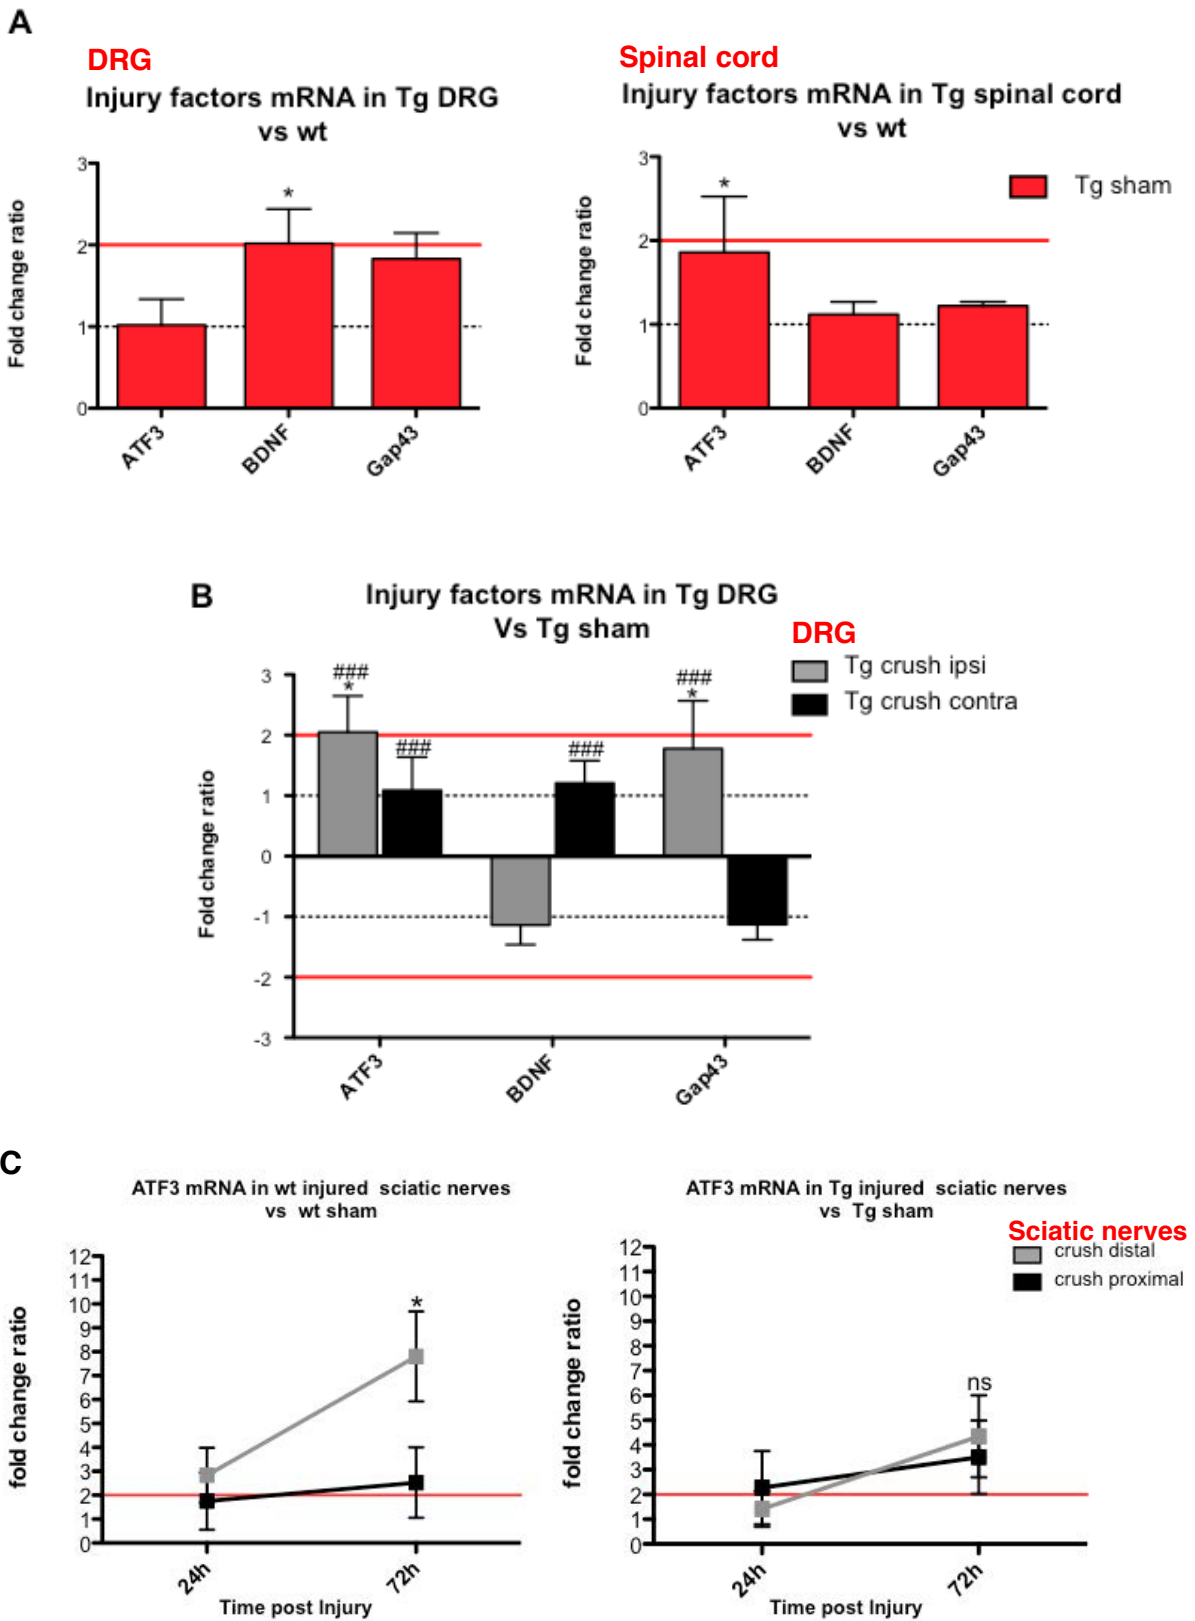 A
DRG
Injury factors mRNA in Tg DRG
vs wt
Fold change ratio
3
*
2
1
0
ATF3
BDNF
Gap43
Spinal cord
Injury factors mRNA in Tg spinal cord
vs wt
Fold change ratio
3
*
2
1
0
ATF3
BDNF
Gap43
Tg sham
B
Injury factors mRNA in Tg DRG
Vs Tg sham
DRG
Tg crush ipsi
Tg crush contra
Fold change ratio
3
2
1
0
-1
-2
-3
###
*
###
###
###
*
ATF3
BDNF
Gap43
C
ATF3 mRNA in wt injured sciatic nerves
vs wt sham
fold change ratio
12
11
10
9
8
7
6
5
4
3
2
1
0
*
24h
72h
Time post Injury
ATF3 mRNA in Tg injured sciatic nerves
vs Tg sham
Sciatic nerves
crush distal
crush proximal
fold change ratio
12
11
10
9
8
7
6
5
4
3
2
1
0
ns
24h
72h
Time post Injury